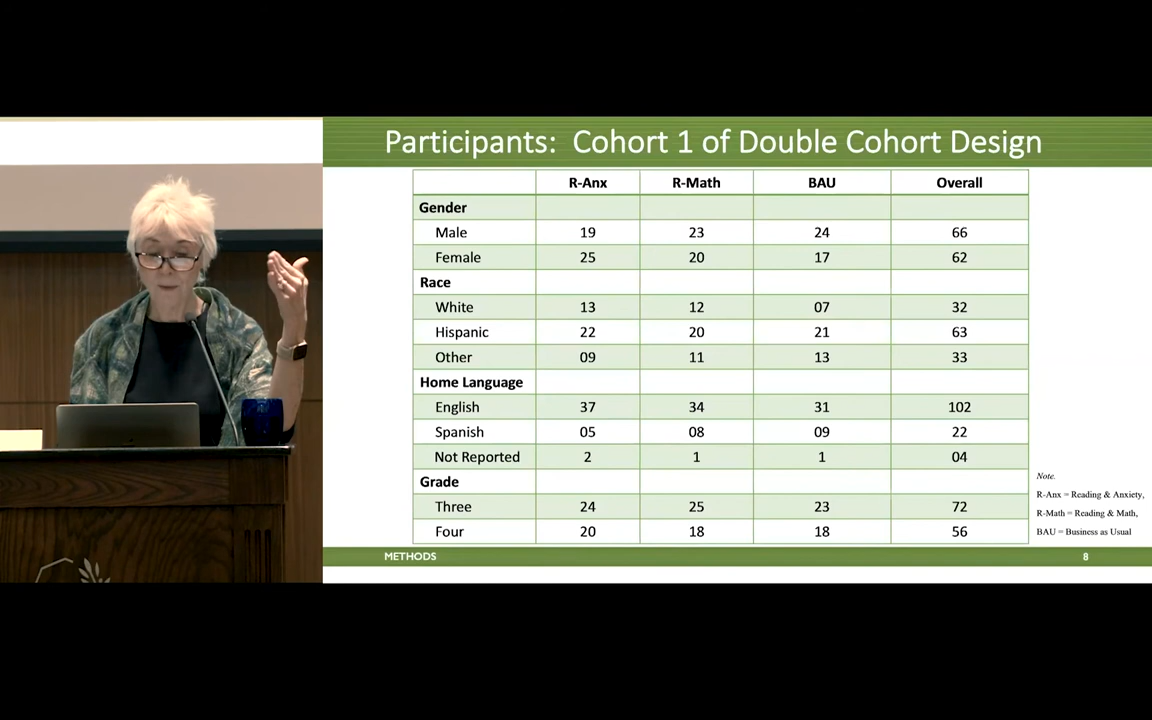 Participants: Cohort 1 of Double Cohort Design
R-Anx R-Math BAU Overall
Gender
Male 19 23 24 66
Female 25 20 17 62
Race
White 13 12 07 32
Hispanic 22 20 21 63
Other 09 11 13 33
Home Language
English 37 34 31 102
Spanish 05 08 09 22
Not Reported 2 1 1 04
Grade
Three 24 25 23 72
Four 20 18 18 56
Note.
R-Anx = Reading & Anxiety,
R-Math = Reading & Math,
BAU = Business as Usual
METHODS 8